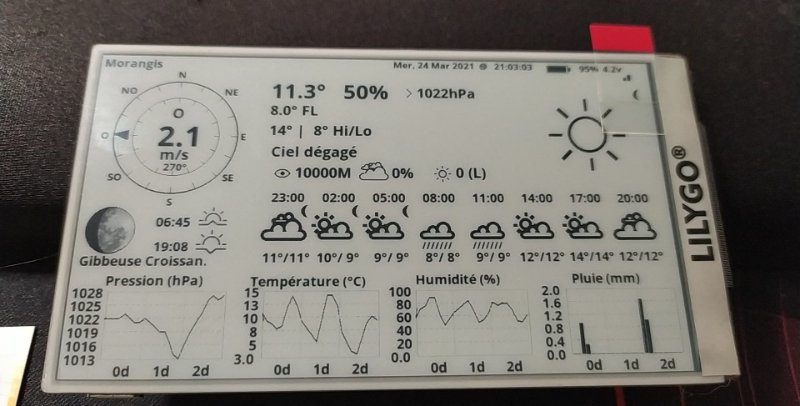 Morangis
Mer, 24 Mar 2021 @ 21:03:03
95% 4.2v
N
NO
NE
O
O
E
2.1
m/s
270°
SO
SE
S
11.3° 50% > 1022hPa
8.0° FL
14° | 8° Hi/Lo
Ciel dégagé
10000M 0% 0 (L)
06:45
19:08
Gibbeuse Croissan.
23:00 02:00 05:00 08:00 11:00 14:00 17:00 20:00
11°/11° 10°/ 9° 9°/ 9° 8°/ 8° 9°/ 9° 12°/12° 14°/14° 12°/12°
Pression (hPa)
1028
1025
1022
1019
1016
1013
0d 1d 2d
Température (°C)
15
13
10
8
5
3.0
0d 1d 2d
Humidité (%)
100
80
60
40
20
0.0
0d 1d 2d
Pluie (mm)
2.0
1.6
1.2
0.8
0.4
0.0
0d 1d 2d
LILYGO®